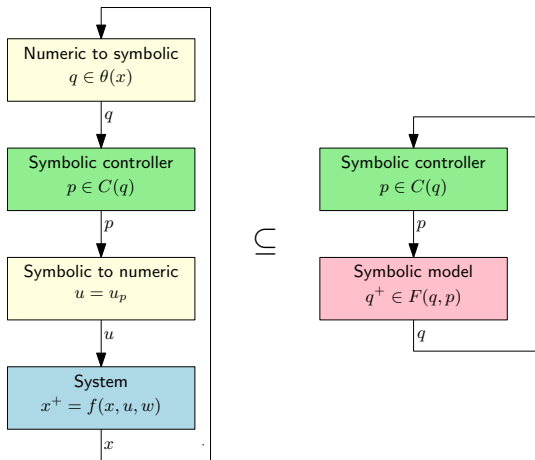 Numeric to symbolic
q ∈ θ(x)
q
Symbolic controller
p ∈ C(q)
p
Symbolic to numeric
u = u_p
u
System
x⁺ = f(x, u, w)
x
⊆
Symbolic controller
p ∈ C(q)
p
Symbolic model
q⁺ ∈ F(q, p)
q